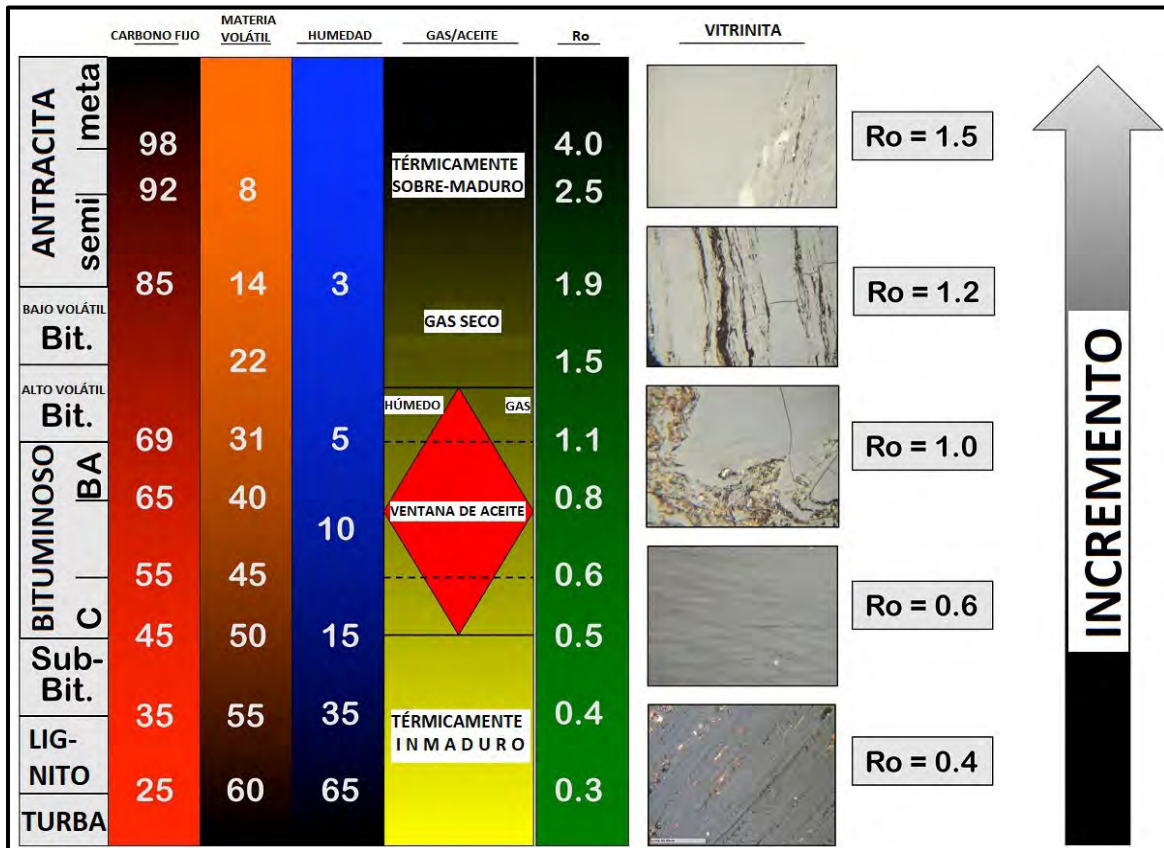 CARBONO FIJO
MATERIA
VOLÁTIL
HUMEDAD
GAS/ACEITE
Ro
VITRINITA
ANTRACITA
meta
semi
BAJO VOLÁTIL
Bit.
ALTO VOLÁTIL
Bit.
BITUMINOSO
BA
C
Sub-
Bit.
LIG-
NITO
TURBA
98
92
85
69
65
55
45
35
25
8
14
22
31
40
45
50
55
60
3
5
10
15
35
65
TÉRMICAMENTE
SOBRE-MADURO
GAS SECO
HÚMEDO
GAS
VENTANA DE ACEITE
TÉRMICAMENTE
INMADURO
4.0
2.5
1.9
1.5
1.1
0.8
0.6
0.5
0.4
0.3
Ro = 1.5
Ro = 1.2
Ro = 1.0
Ro = 0.6
Ro = 0.4
INCREMENTO